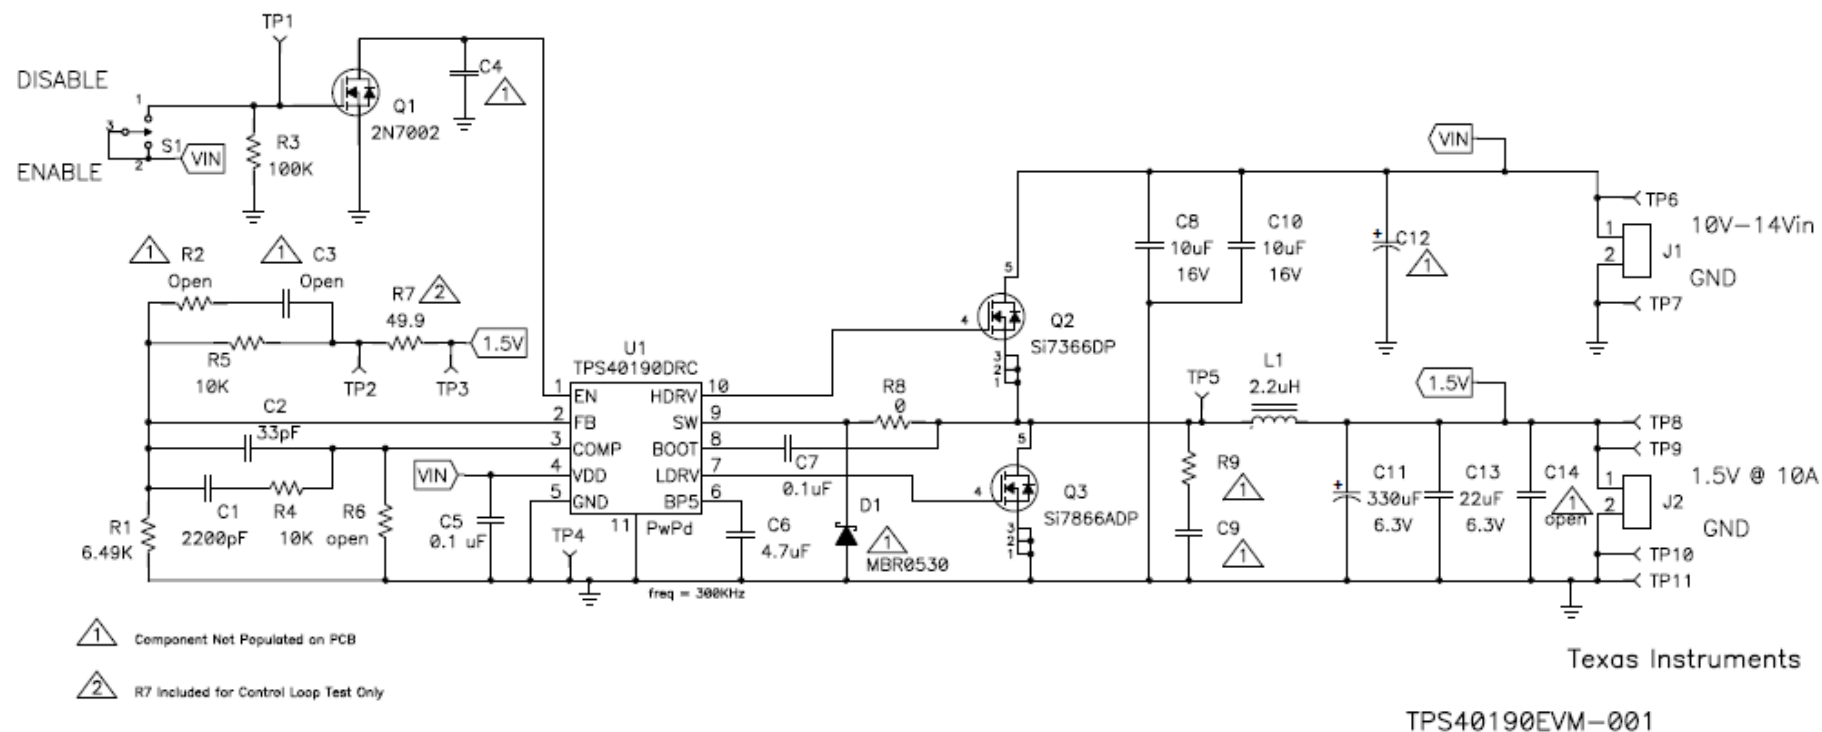 TP1
DISABLE
1
3
S1
VIN
2
ENABLE
R3
100K
Q1
2N7002
C4
1
1
R2
Open
1
C3
Open
R7
2
49.9
1.5V
R5
10K
TP2
TP3
C2
33pF
C1
2200pF
R4
10K
R6
open
R1
6.49K
VIN
C5
0.1 uF
TP4
U1
TPS40190DRC
1
EN
HDRV
10
2
FB
SW
9
3
COMP
BOOT
8
4
VDD
LDRV
7
5
GND
BP5
6
11
PwPd
freq = 300KHz
C6
4.7uF
C7
0.1uF
R8
0
D1
1
MBR0530
5
4
Q2
Si7366DP
3
2
1
5
4
Q3
Si7866ADP
3
2
1
TP5
L1
2.2uH
R9
1
C9
1
C8
10uF
16V
C10
10uF
16V
C12
+
1
VIN
TP6
1
2
J1
10V-14Vin
GND
TP7
1.5V
TP8
TP9
C11
+
330uF
6.3V
C13
22uF
6.3V
C14
1
open
1
2
J2
1.5V @ 10A
GND
TP10
TP11
1 Component Not Populated on PCB
2 R7 Included for Control Loop Test Only
Texas Instruments
TPS40190EVM-001